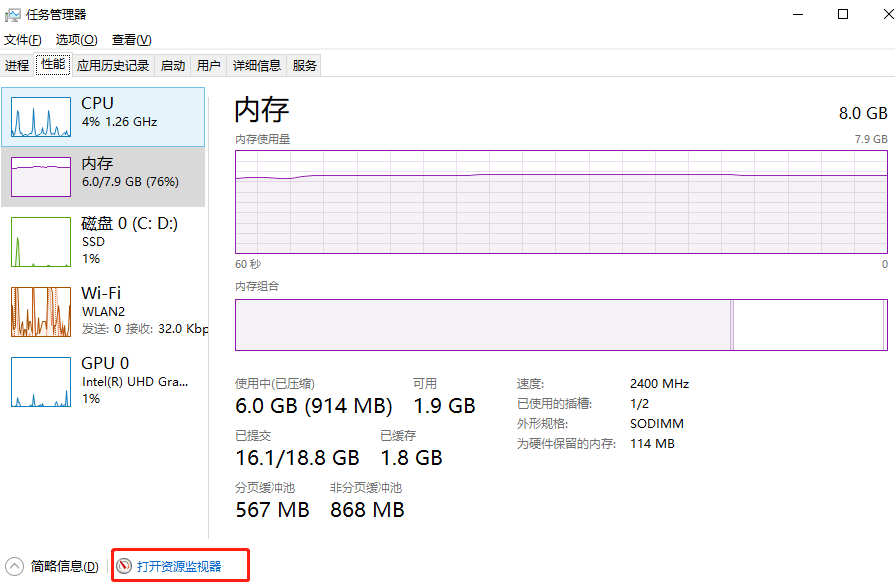 任务管理器
文件(F) 选项(O) 查看(V)
进程 性能 应用历史记录 启动 用户 详细信息 服务
CPU
4% 1.26 GHz
内存
6.0/7.9 GB (76%)
磁盘 0 (C: D:)
SSD
1%
Wi-Fi
WLAN2
发送: 0 接收: 32.0 Kbp
GPU 0
Intel(R) UHD Gra...
1%
内存 8.0 GB
内存使用量 7.9 GB
60 秒 0
内存组合
使用中(已压缩) 可用
6.0 GB (914 MB) 1.9 GB
已提交 已缓存
16.1/18.8 GB 1.8 GB
分页缓冲池 非分页缓冲池
567 MB 868 MB
速度: 2400 MHz
已使用的插槽: 1/2
外形规格: SODIMM
为硬件保留的内存: 114 MB
简略信息(D) 打开资源监视器